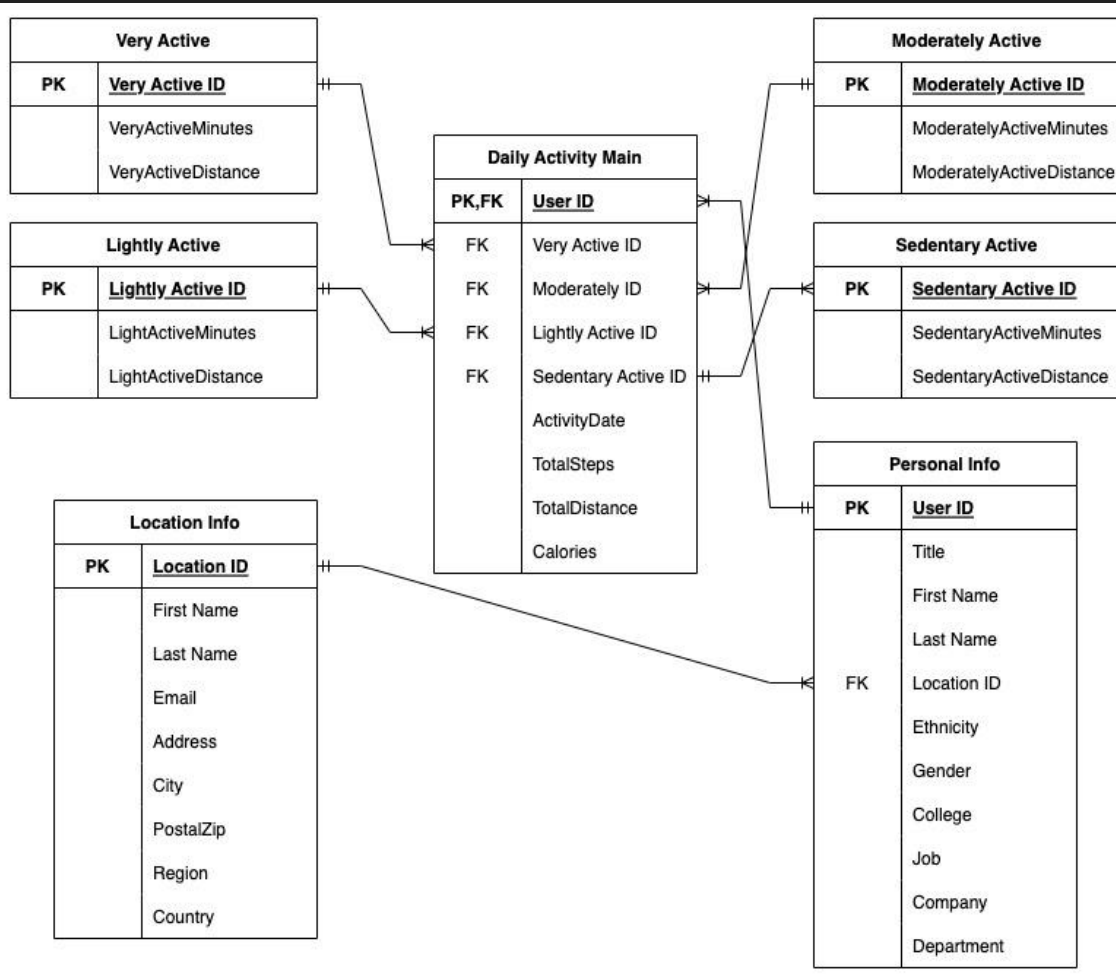 Very Active
PK Very Active ID
VeryActiveMinutes
VeryActiveDistance
Lightly Active
PK Lightly Active ID
LightActiveMinutes
LightActiveDistance
Daily Activity Main
PK,FK User ID
FK Very Active ID
FK Moderately ID
FK Lightly Active ID
FK Sedentary Active ID
ActivityDate
TotalSteps
TotalDistance
Calories
Moderately Active
PK Moderately Active ID
ModeratelyActiveMinutes
ModeratelyActiveDistance
Sedentary Active
PK Sedentary Active ID
SedentaryActiveMinutes
SedentaryActiveDistance
Location Info
PK Location ID
First Name
Last Name
Email
Address
City
PostalZip
Region
Country
Personal Info
PK User ID
Title
First Name
Last Name
FK Location ID
Ethnicity
Gender
College
Job
Company
Department